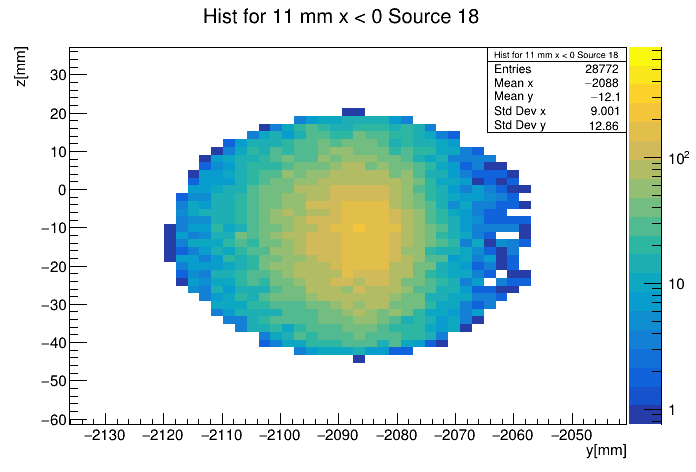 Hist for 11 mm x < 0 Source 18
z[mm]
Hist for 11 mm x < 0 Source 18
Entries 28772
Mean x −2088
Mean y −12.1
Std Dev x 9.001
Std Dev y 12.86
30
20
10
0
−10
−20
−30
−40
−50
−60
10²
10
1
−2130 −2120 −2110 −2100 −2090 −2080 −2070 −2060 −2050
y[mm]